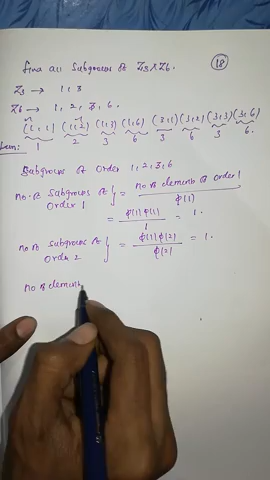 Find all Subgroups of Z3 x Z6. (18)
Z3 → 1, 3
Z6 → 1, 2, 3, 6.
(1,1) (1,2) (1,3) (1,6) (3,1) (3,2) (3,3) (3,6)
Lcm: 1 2 3 6 3 6 3 6.
Subgroups of Order 1, 2, 3, 6
no. of Subgroups of Order 1 } = no of elements of order 1 / φ(1)
= φ(1) φ(1) / 1 = 1.
no of Subgroups of Order 2 } = φ(1) φ(2) / φ(2) = 1.
no of element